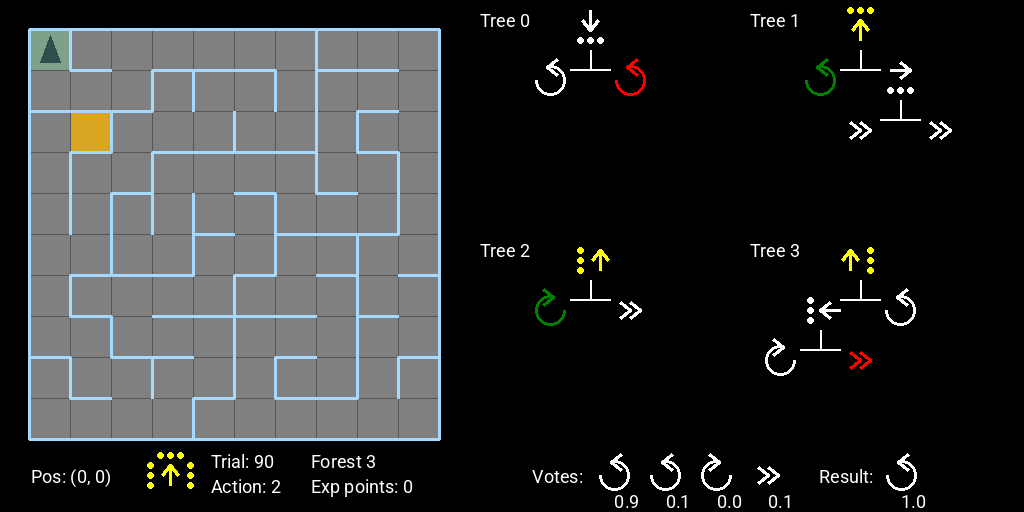 Tree 0
Tree 1
Tree 2
Tree 3
Pos: (0, 0)
Trial: 90
Forest 3
Action: 2
Exp points: 0
Votes:
0.9
0.1
0.0
0.1
Result:
1.0